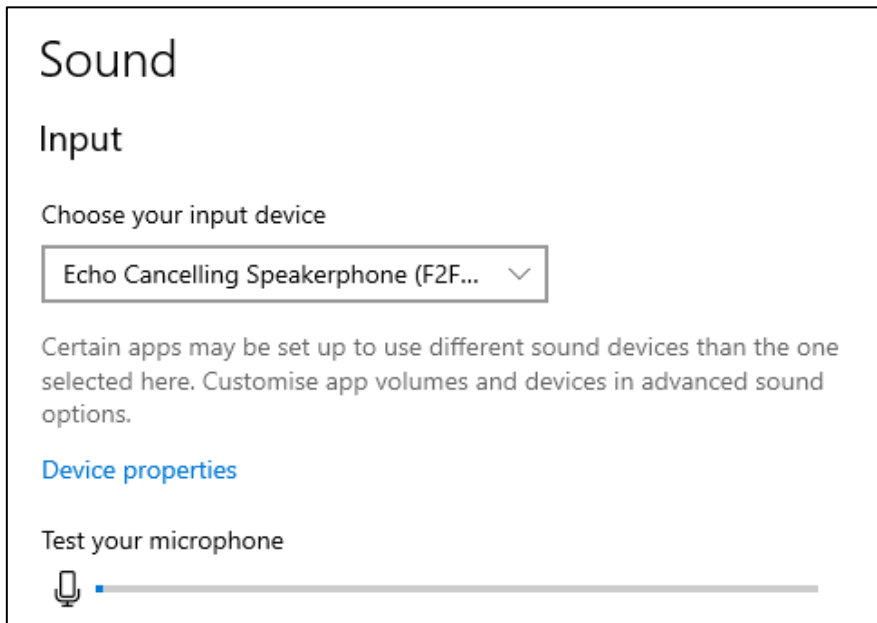 Sound
Input
Choose your input device
Echo Cancelling Speakerphone (F2F...
Certain apps may be set up to use different sound devices than the one
selected here. Customise app volumes and devices in advanced sound
options.
Device properties
Test your microphone